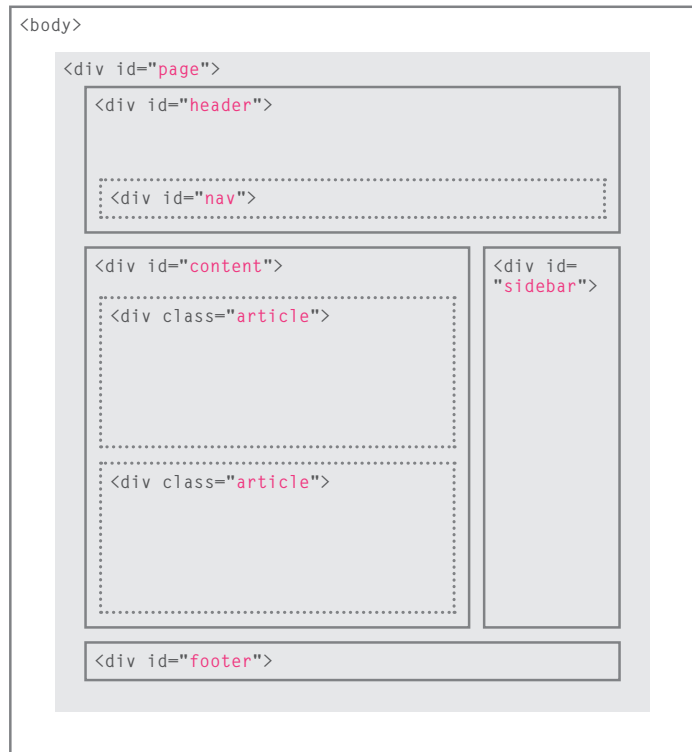 <body>
<div id="page">
<div id="header">
<div id="nav">
<div id="content">
<div class="article">
<div class="article">
<div id=
"sidebar">
<div id="footer">